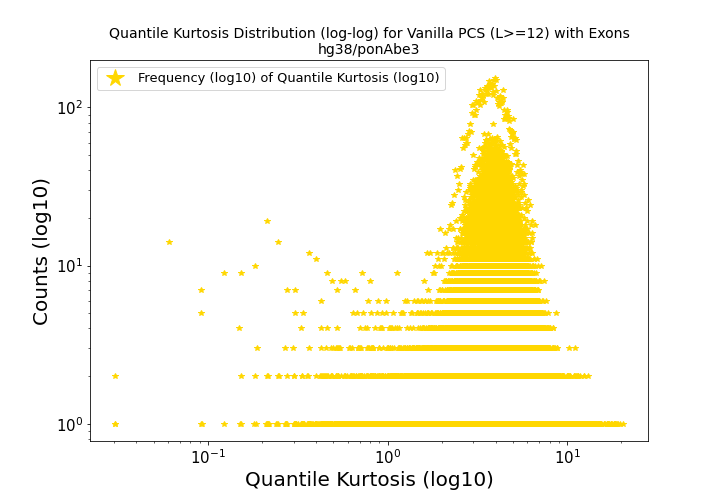 Quantile Kurtosis Distribution (log-log) for Vanilla PCS (L>=12) with Exons
hg38/ponAbe3
Frequency (log10) of Quantile Kurtosis (log10)
10²
10¹
10⁰
Counts (log10)
10⁻¹ 10⁰ 10¹
Quantile Kurtosis (log10)